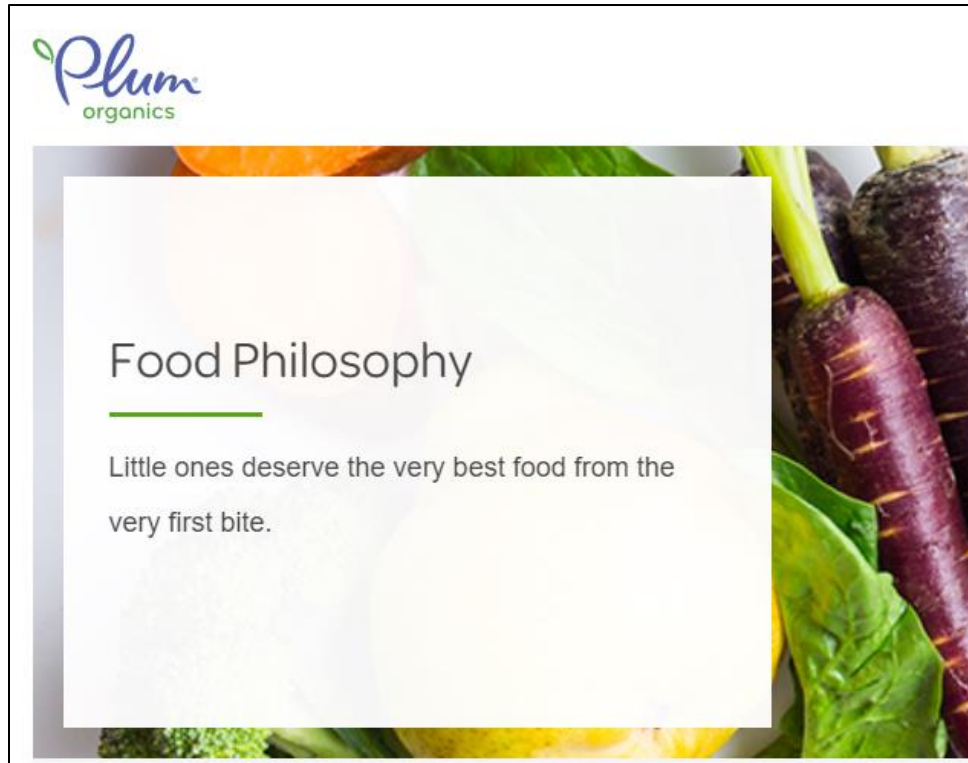 Plum
organics
Food Philosophy
Little ones deserve the very best food from the
very first bite.